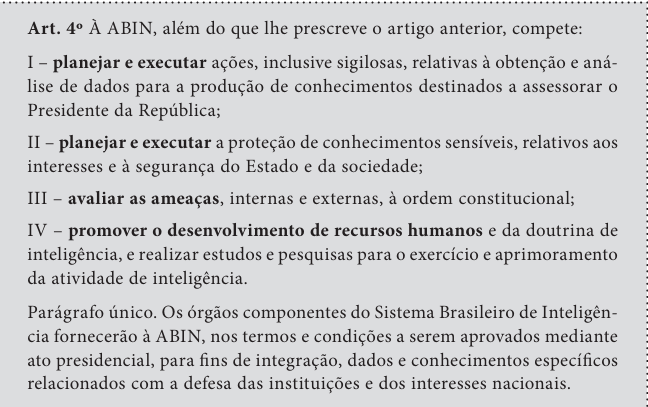 Art. 4º À ABIN, além do que lhe prescreve o artigo anterior, compete:
I – planejar e executar ações, inclusive sigilosas, relativas à obtenção e aná-
lise de dados para a produção de conhecimentos destinados a assessorar o
Presidente da República;
II – planejar e executar a proteção de conhecimentos sensíveis, relativos aos
interesses e à segurança do Estado e da sociedade;
III – avaliar as ameaças, internas e externas, à ordem constitucional;
IV – promover o desenvolvimento de recursos humanos e da doutrina de
inteligência, e realizar estudos e pesquisas para o exercício e aprimoramento
da atividade de inteligência.
Parágrafo único. Os órgãos componentes do Sistema Brasileiro de Inteligên-
cia fornecerão à ABIN, nos termos e condições a serem aprovados mediante
ato presidencial, para fins de integração, dados e conhecimentos específicos
relacionados com a defesa das instituições e dos interesses nacionais.